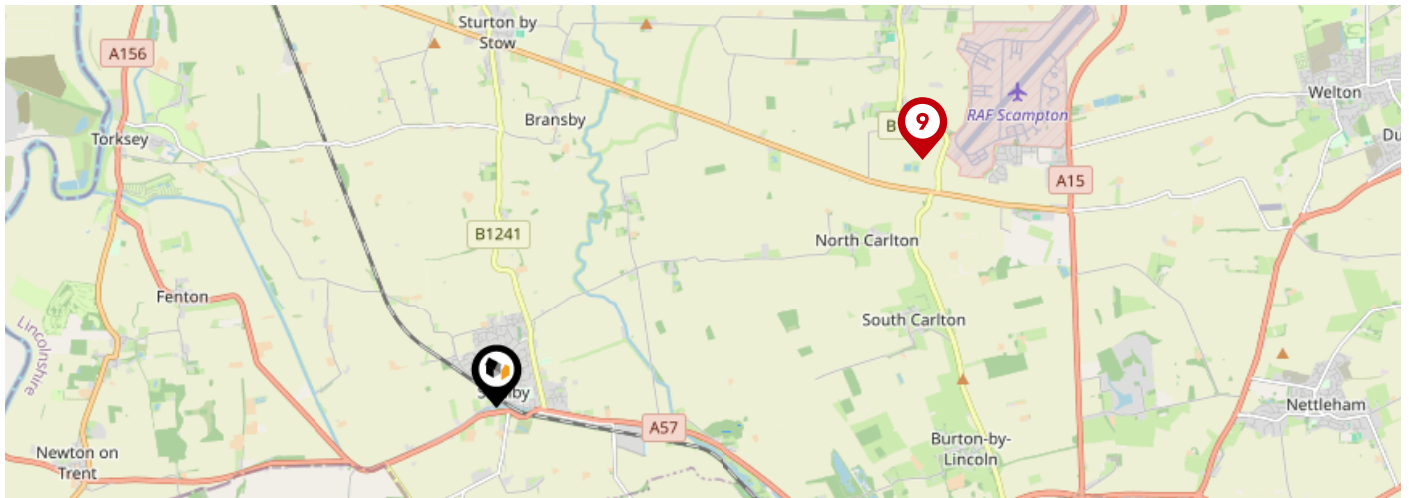 Sturton by
Stow
A156
Welton
9
B
RAF Scampton
Bransby
Torksey
Du
A15
B1241
North Carlton
Fenton
South Carlton
Lincolnshire
Nettleham
A57
Burton-by-
Lincoln
Newton on
Trent